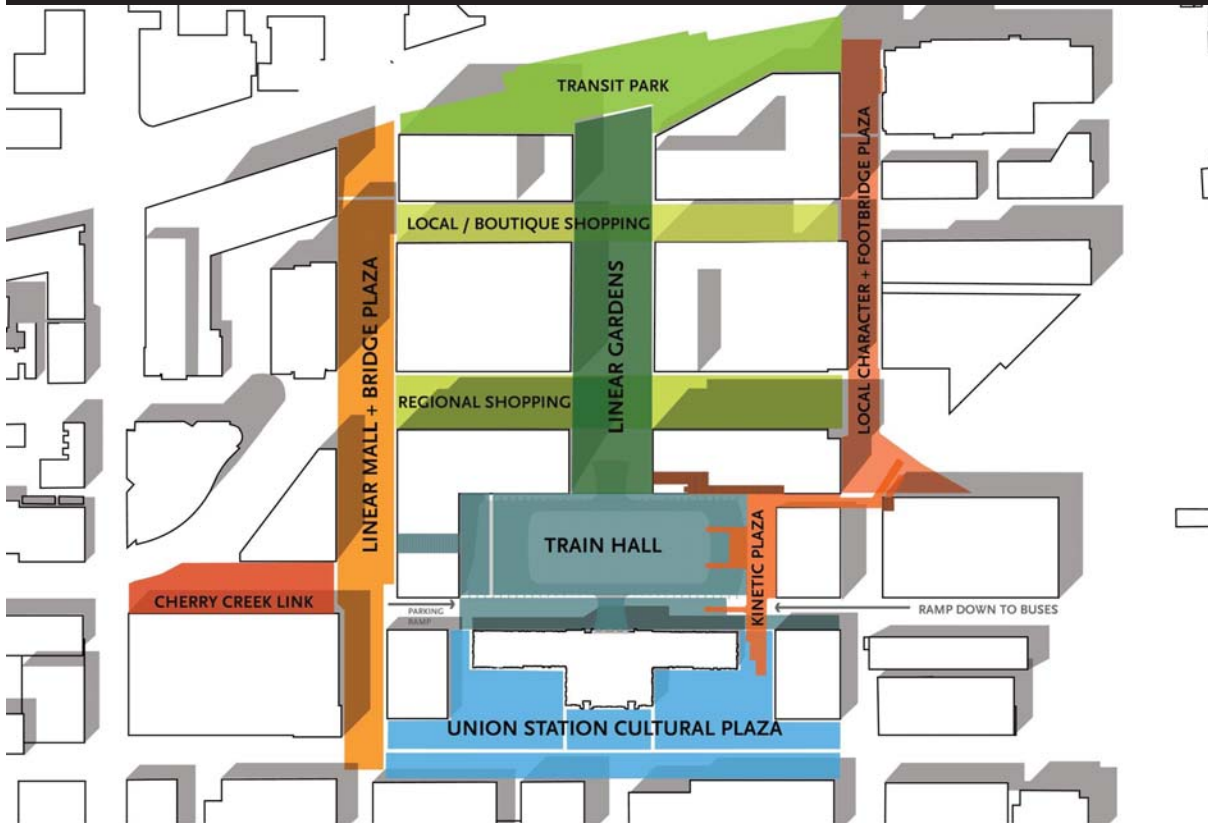 TRANSIT PARK
LOCAL / BOUTIQUE SHOPPING
LINEAR MALL + BRIDGE PLAZA
LINEAR GARDENS
LOCAL CHARACTER + FOOTBRIDGE PLAZA
REGIONAL SHOPPING
TRAIN HALL
KINETIC PLAZA
CHERRY CREEK LINK
PARKING
RAMP
RAMP DOWN TO BUSES
UNION STATION CULTURAL PLAZA